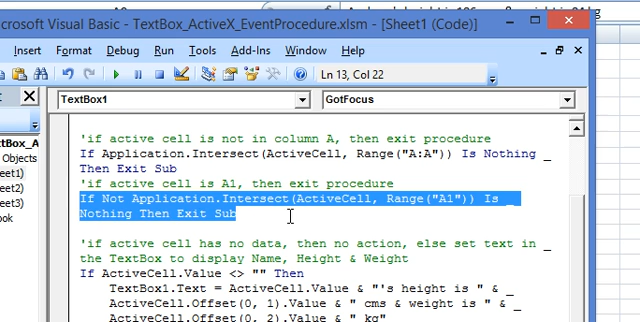 Microsoft Visual Basic - TextBox_ActiveX_EventProcedure.xlsm - [Sheet1 (Code)]
Insert Format Debug Run Tools Add-Ins Window Help
Ln 13, Col 22
TextBox1 GotFocus
'if active cell is not in column A, then exit procedure
If Application.Intersect(ActiveCell, Range("A:A")) Is Nothing _
Then Exit Sub
'if active cell is A1, then exit procedure
If Not Application.Intersect(ActiveCell, Range("A1")) Is _
Nothing Then Exit Sub
'if active cell has no data, then no action, else set text in _
the TextBox to display Name, Height & Weight
If ActiveCell.Value <> "" Then
TextBox1.Text = ActiveCell.Value & "'s height is " & _
ActiveCell.Offset(0, 1).Value & " cms & weight is " & _
ActiveCell.Offset(0, 2).Value & " kg"